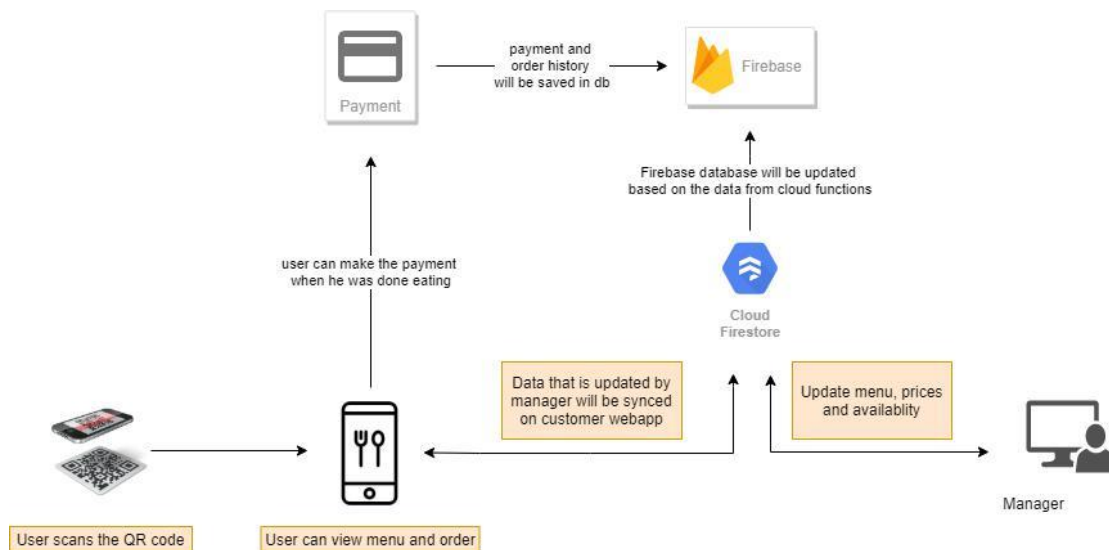 payment and
order history
will be saved in db
Payment
Firebase
Firebase database will be updated
based on the data from cloud functions
user can make the payment
when he was done eating
Cloud
Firestore
Data that is updated by
manager will be synced
on customer webapp
Update menu, prices
and availablity
Manager
User scans the QR code
User can view menu and order